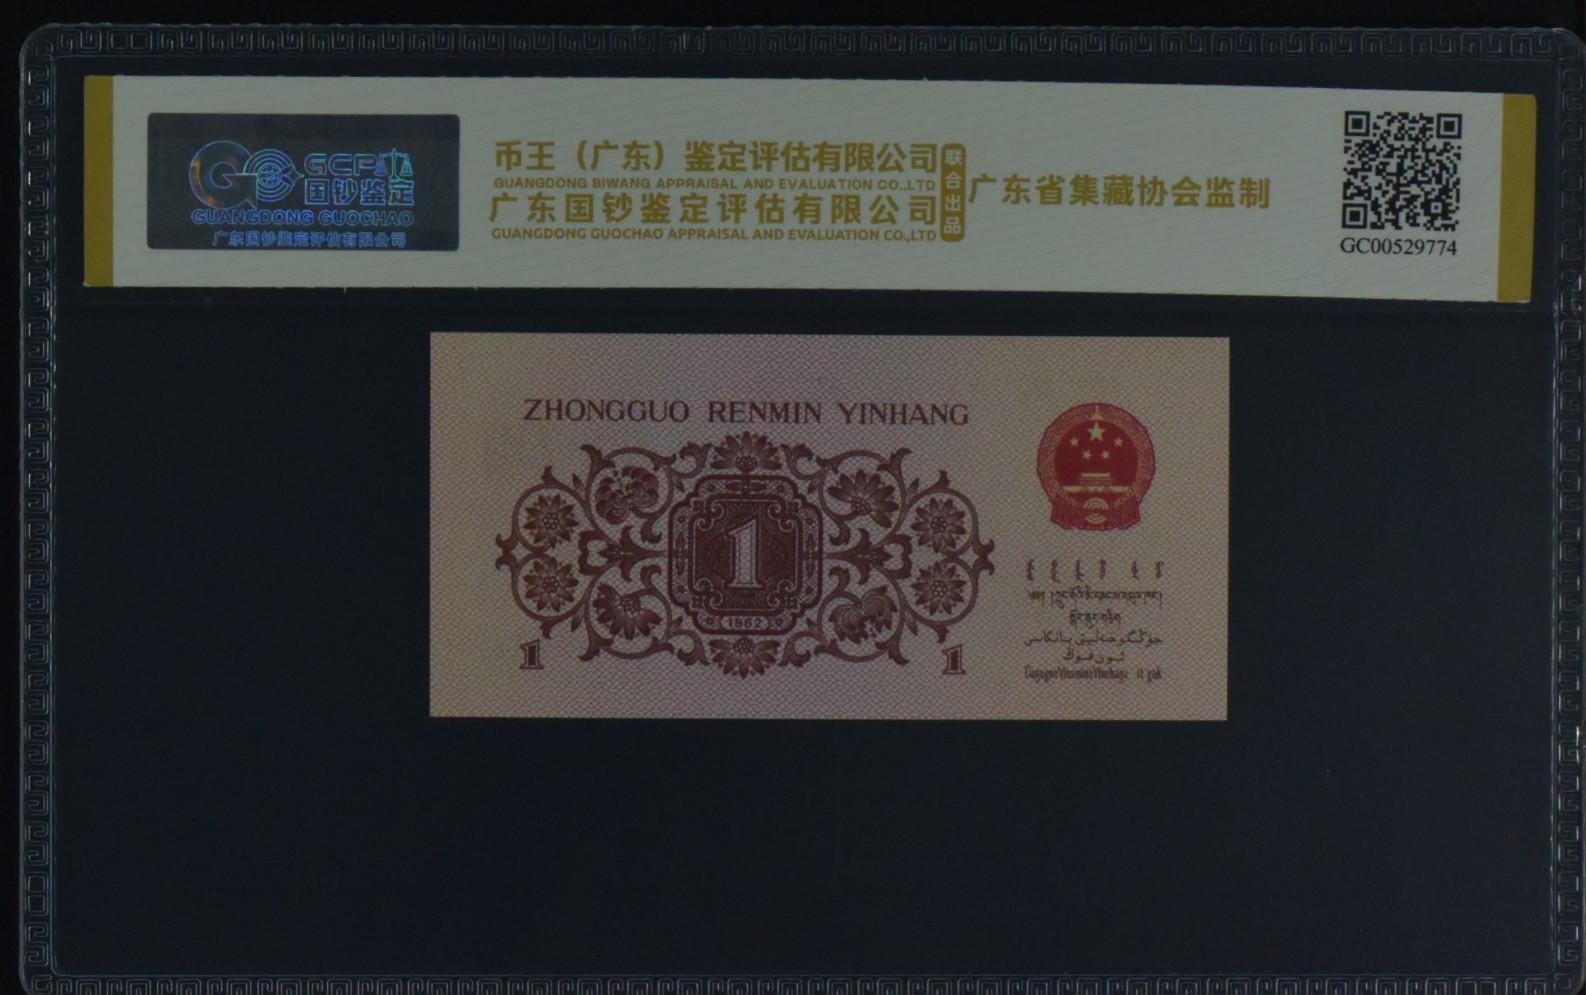 GCPA
国钞鉴定
GUANGDONG GUOCHAO
广东国钞鉴定评估有限公司
币王（广东）鉴定评估有限公司
GUANGDONG BIWANG APPRAISAL AND EVALUATION CO.,LTD
广东国钞鉴定评估有限公司
GUANGDONG GUOCHAO APPRAISAL AND EVALUATION CO.,LTD
联合出品
广东省集藏协会监制
GC00529774
ZHONGGUO RENMIN YINHANG
1
1962
1
1